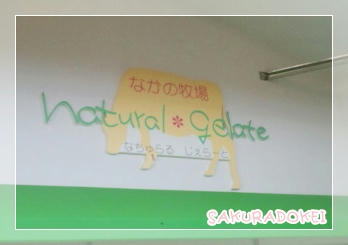 なかの牧場
natural * gelate
なちゅらる じぇらーと
SAKURADOKEI